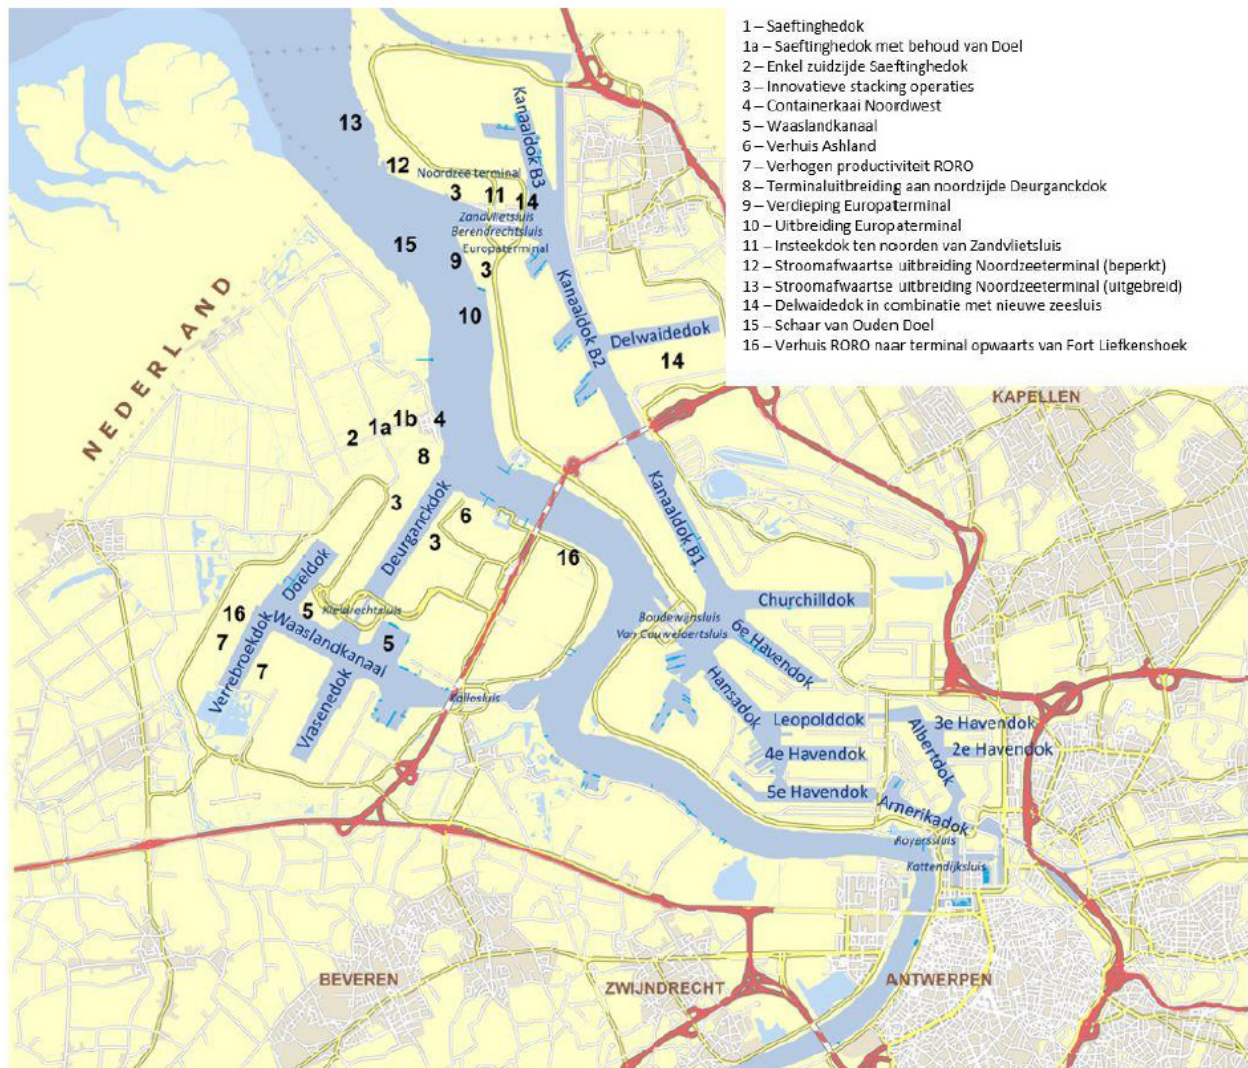 1 – Saeftinghedok
1a – Saeftinghedok met behoud van Doel
2 – Enkel zuidzijde Saeftinghedok
3 – Innovatieve stacking operaties
4 – Containerkaai Noordwest
5 – Waaslandkanaal
6 – Verhuis Ashland
7 – Verhogen productiviteit RORO
8 – Terminaluitbreiding aan noordzijde Deurganckdok
9 – Verdieping Europaterminal
10 – Uitbreiding Europaterminal
11 – Insteekdok ten noorden van Zandvlietsluis
12 – Stroomafwaartse uitbreiding Noordzeeterminal (beperkt)
13 – Stroomafwaartse uitbreiding Noordzeeterminal (uitgebreid)
14 – Delwaidedok in combinatie met nieuwe zeesluis
15 – Schaar van Ouden Doel
16 – Verhuis RORO naar terminal opwaarts van Fort Liefkenshoek
13
Kanaaldok B3
12
Noordzee terminal
3
11
14
Zandvlietsluis
Berendrechtsluis
15
Europaterminal
9
3
Kanaaldok B2
10
Delwaidedok
14
NEDERLAND
KAPELLEN
1b
1a
4
2
8
3
Deurganckdok
6
3
Kanaaldok B1
16
Doeldok
Churchilldok
16
5
Kieldrechtsluis
Boudewijnsluis
Van Cauwelaertsluis
6e Havendok
7
Verrebroekdok
Waaslandkanaal
5
7
Vrasenedok
Kallosluis
Hansadok
Leopolddok
Albertdok
3e Havendok
4e Havendok
2e Havendok
5e Havendok
Amerikadok
Royerssluis
Kattendijksluis
BEVEREN
ZWIJNDRECHT
ANTWERPEN